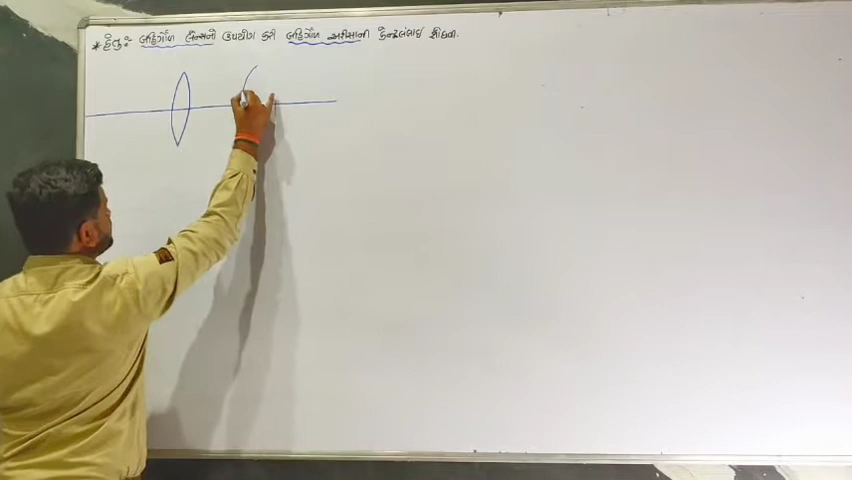 * હેતુઃ બહિર્ગોળ લેન્સનો ઉપયોગ કરી બહિર્ગોળ અરીસાની કેન્દ્રલંબાઇ શોધવી.